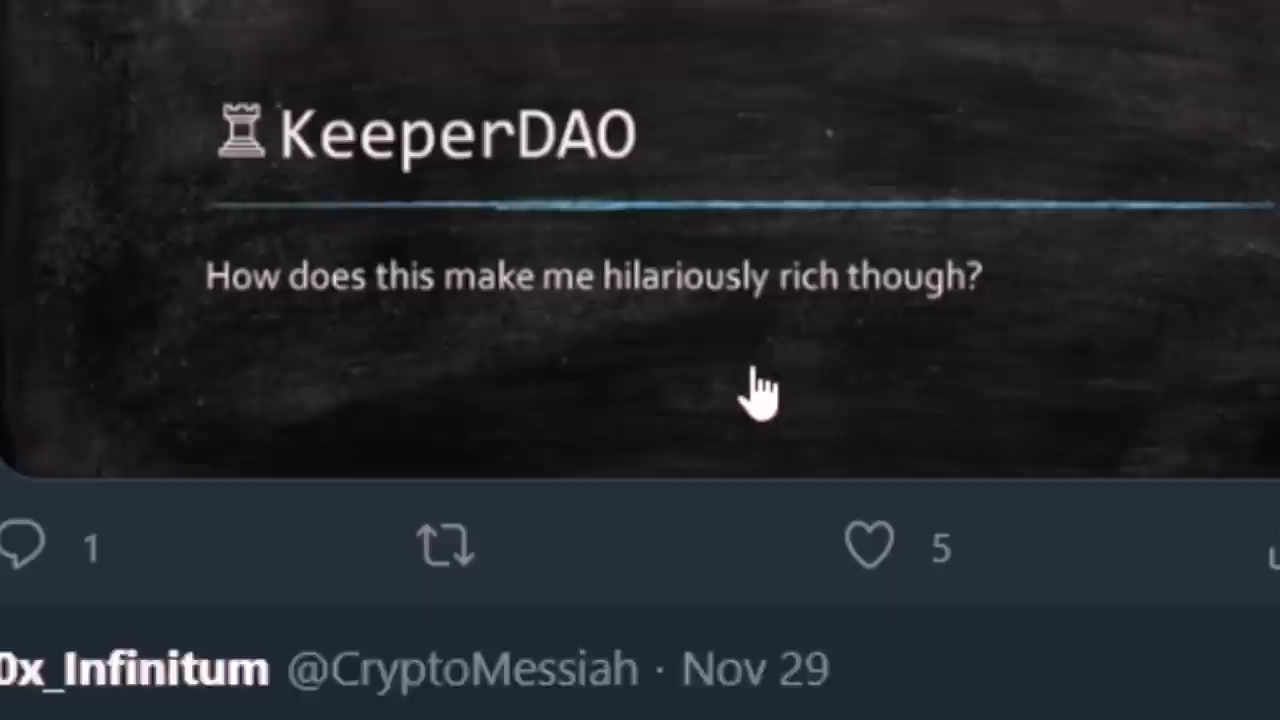 KeeperDAO
How does this make me hilariously rich though?
1 5
0x_Infinitum @CryptoMessiah · Nov 29